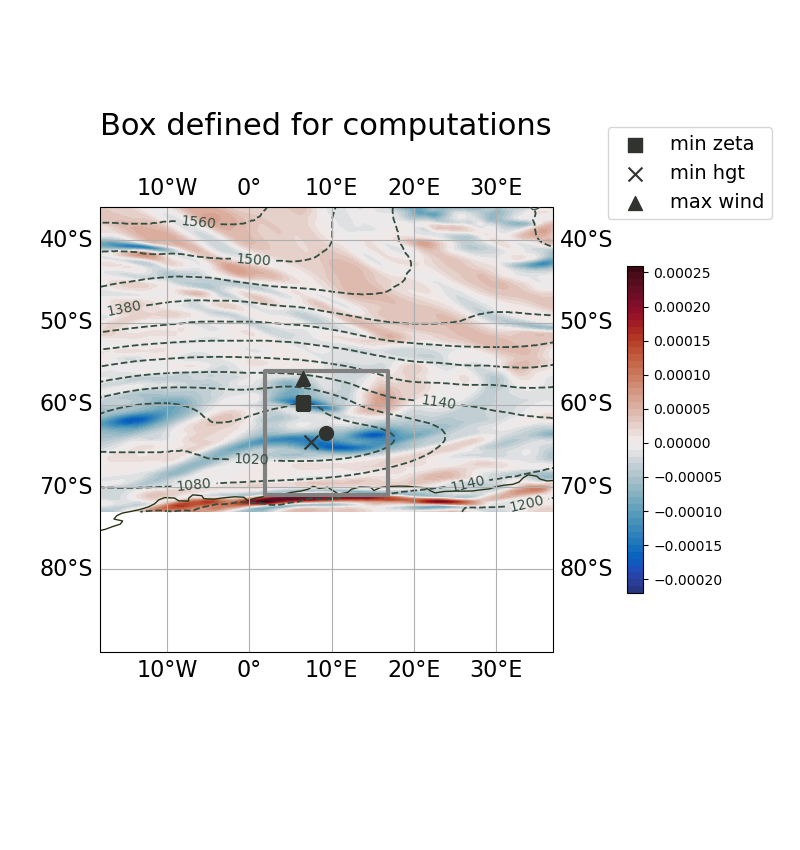 Box defined for computations
min zeta
min hgt
max wind
10°W 0° 10°E 20°E 30°E
40°S 40°S
50°S 50°S
60°S 60°S
70°S 70°S
80°S 80°S
10°W 0° 10°E 20°E 30°E
1560
1500
1380
1140
1020
1080
1140
1200
0.00025
0.00020
0.00015
0.00010
0.00005
0.00000
−0.00005
−0.00010
−0.00015
−0.00020